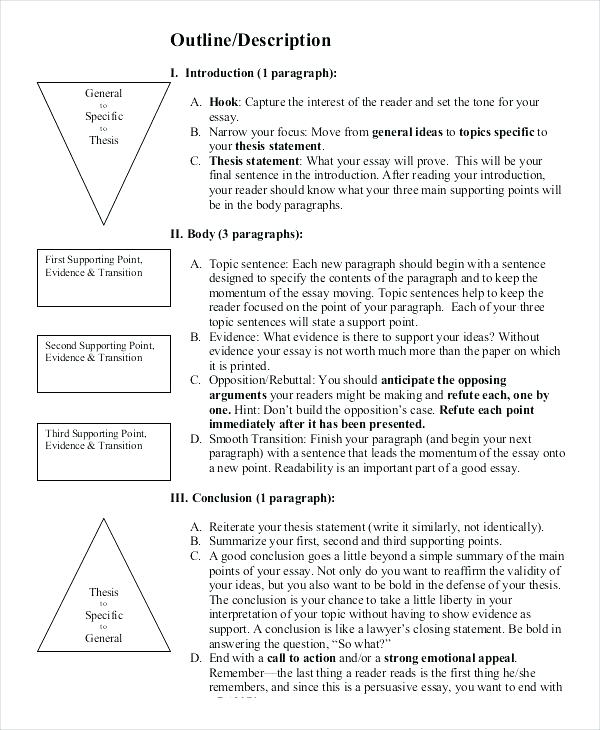 Outline/Description
I. Introduction (1 paragraph):
General
to
Specific
to
Thesis
A. Hook: Capture the interest of the reader and set the tone for your
essay.
B. Narrow your focus: Move from general ideas to topics specific to
your thesis statement.
C. Thesis statement: What your essay will prove. This will be your
final sentence in the introduction. After reading your introduction,
your reader should know what your three main supporting points will
be in the body paragraphs.
II. Body (3 paragraphs):
First Supporting Point,
Evidence & Transition
Second Supporting Point,
Evidence & Transition
Third Supporting Point,
Evidence & Transition
A. Topic sentence: Each new paragraph should begin with a sentence
designed to specify the contents of the paragraph and to keep the
momentum of the essay moving. Topic sentences help to keep the
reader focused on the point of your paragraph. Each of your three
topic sentences will state a support point.
B. Evidence: What evidence is there to support your ideas? Without
evidence your essay is not worth much more than the paper on which
it is printed.
C. Opposition/Rebuttal: You should anticipate the opposing
arguments your readers might be making and refute each, one by
one. Hint: Don't build the opposition's case. Refute each point
immediately after it has been presented.
D. Smooth Transition: Finish your paragraph (and begin your next
paragraph) with a sentence that leads the momentum of the essay onto
a new point. Readability is an important part of a good essay.
III. Conclusion (1 paragraph):
Thesis
to
Specific
to
General
A. Reiterate your thesis statement (write it similarly, not identically).
B. Summarize your first, second and third supporting points.
C. A good conclusion goes a little beyond a simple summary of the main
points of your essay. Not only do you want to reaffirm the validity of
your ideas, but you also want to be bold in the defense of your thesis.
The conclusion is your chance to take a little liberty in your
interpretation of your topic without having to show evidence as
support. A conclusion is like a lawyer's closing statement. Be bold in
answering the question, "So what?"
D. End with a call to action and/or a strong emotional appeal.
Remember—the last thing a reader reads is the first thing he/she
remembers, and since this is a persuasive essay, you want to end with